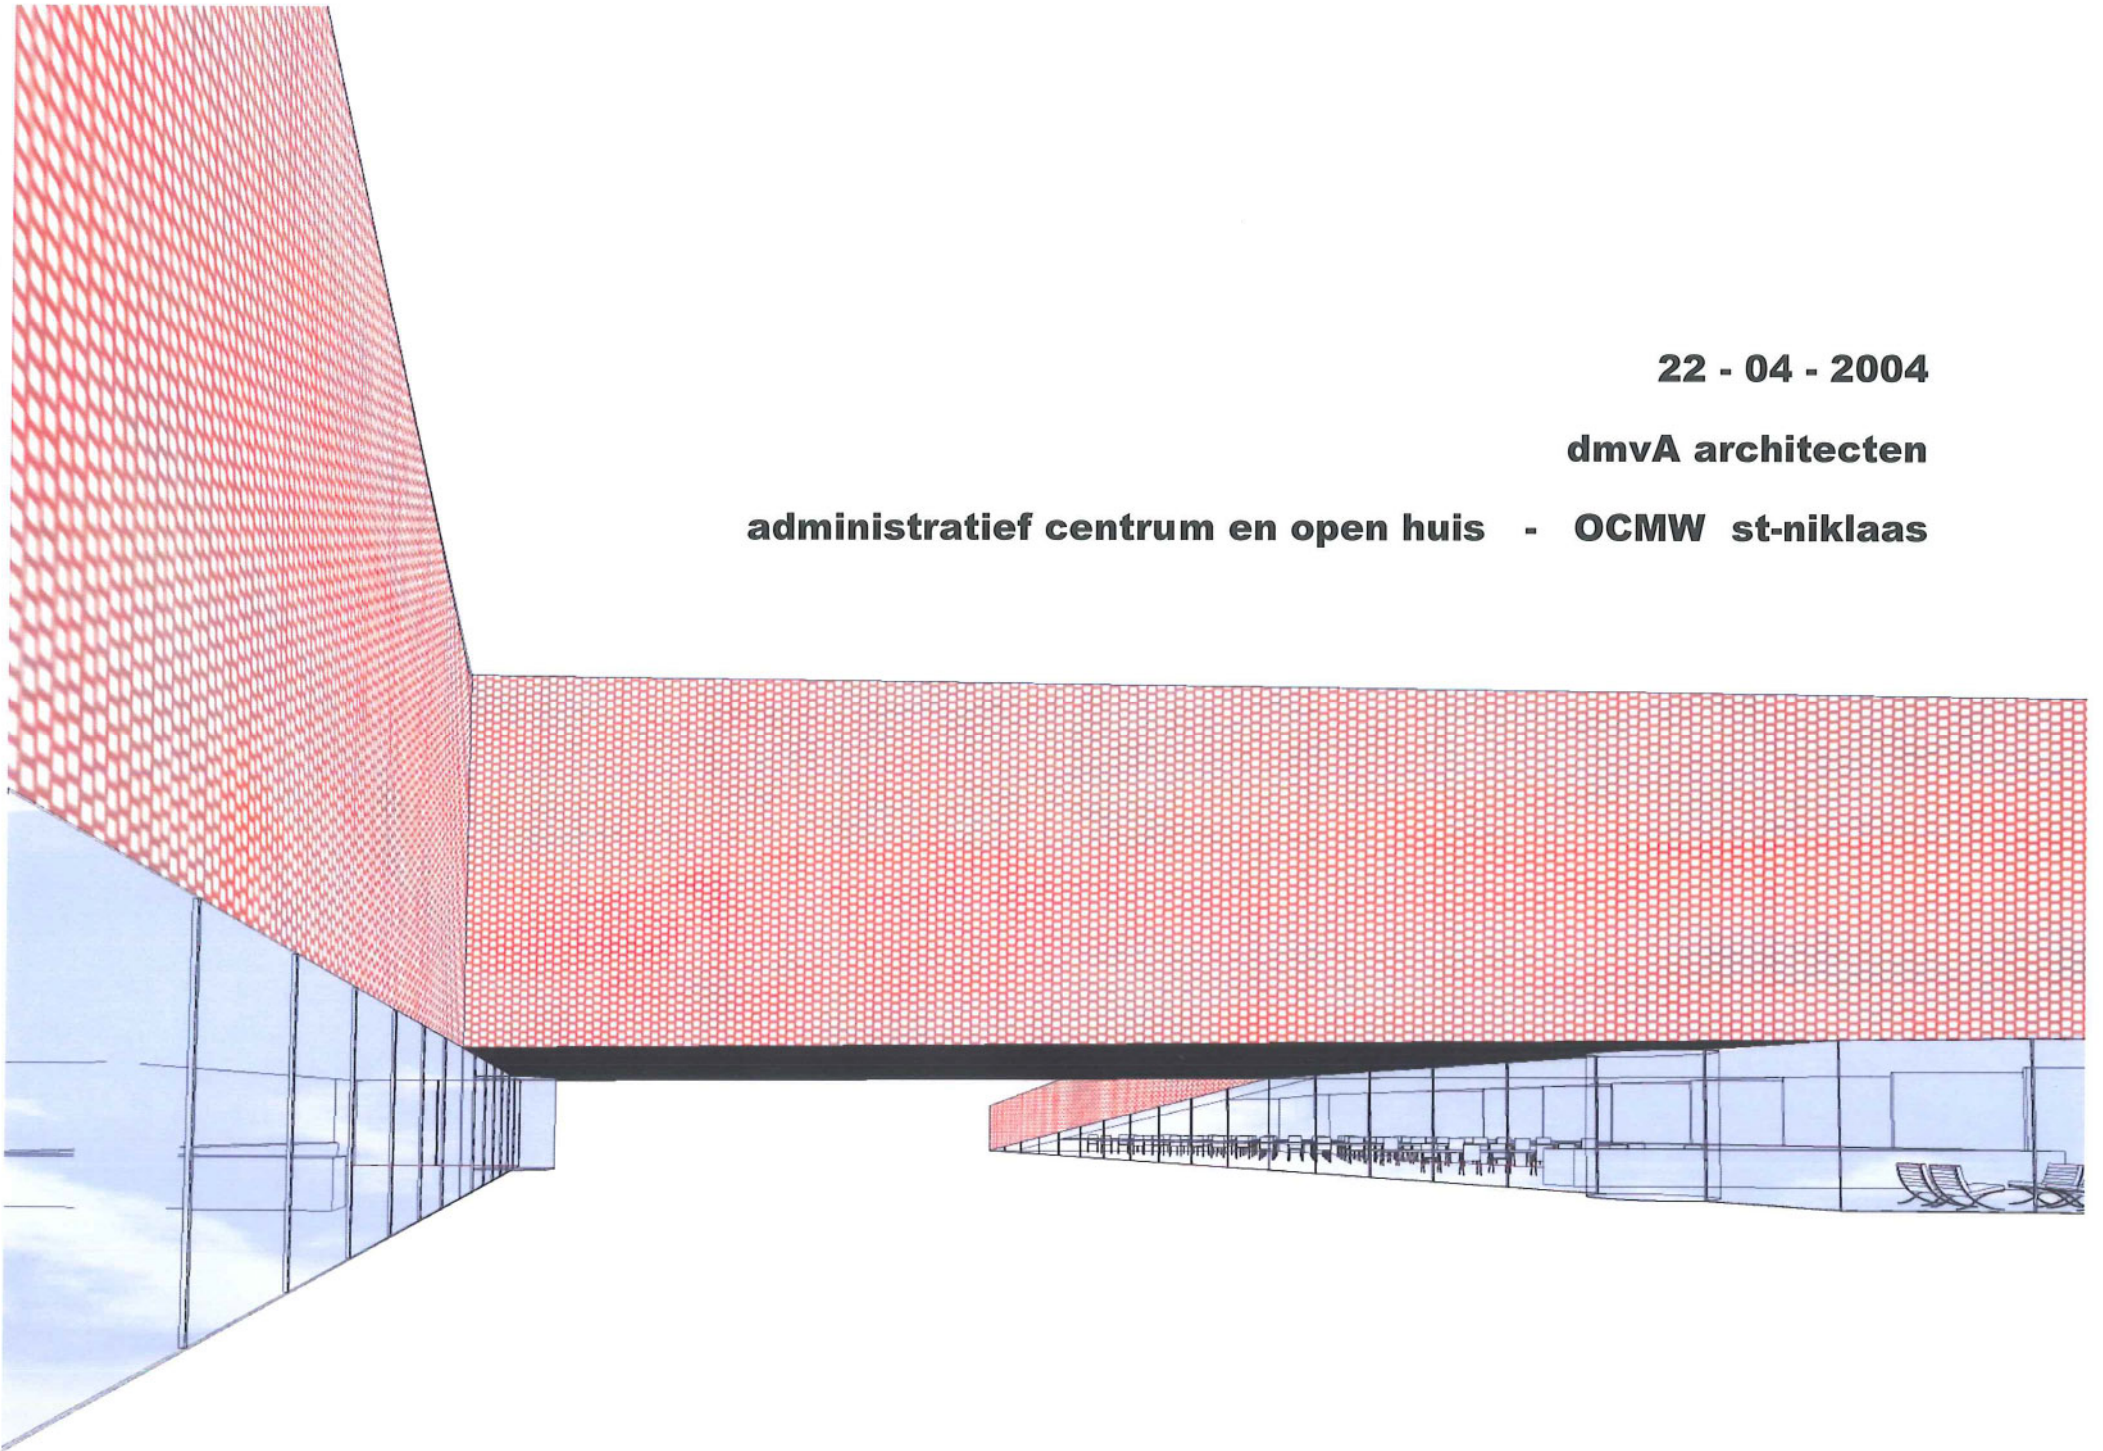 22 - 04 - 2004
dmvA architecten
administratief centrum en open huis - OCMW st-niklaas